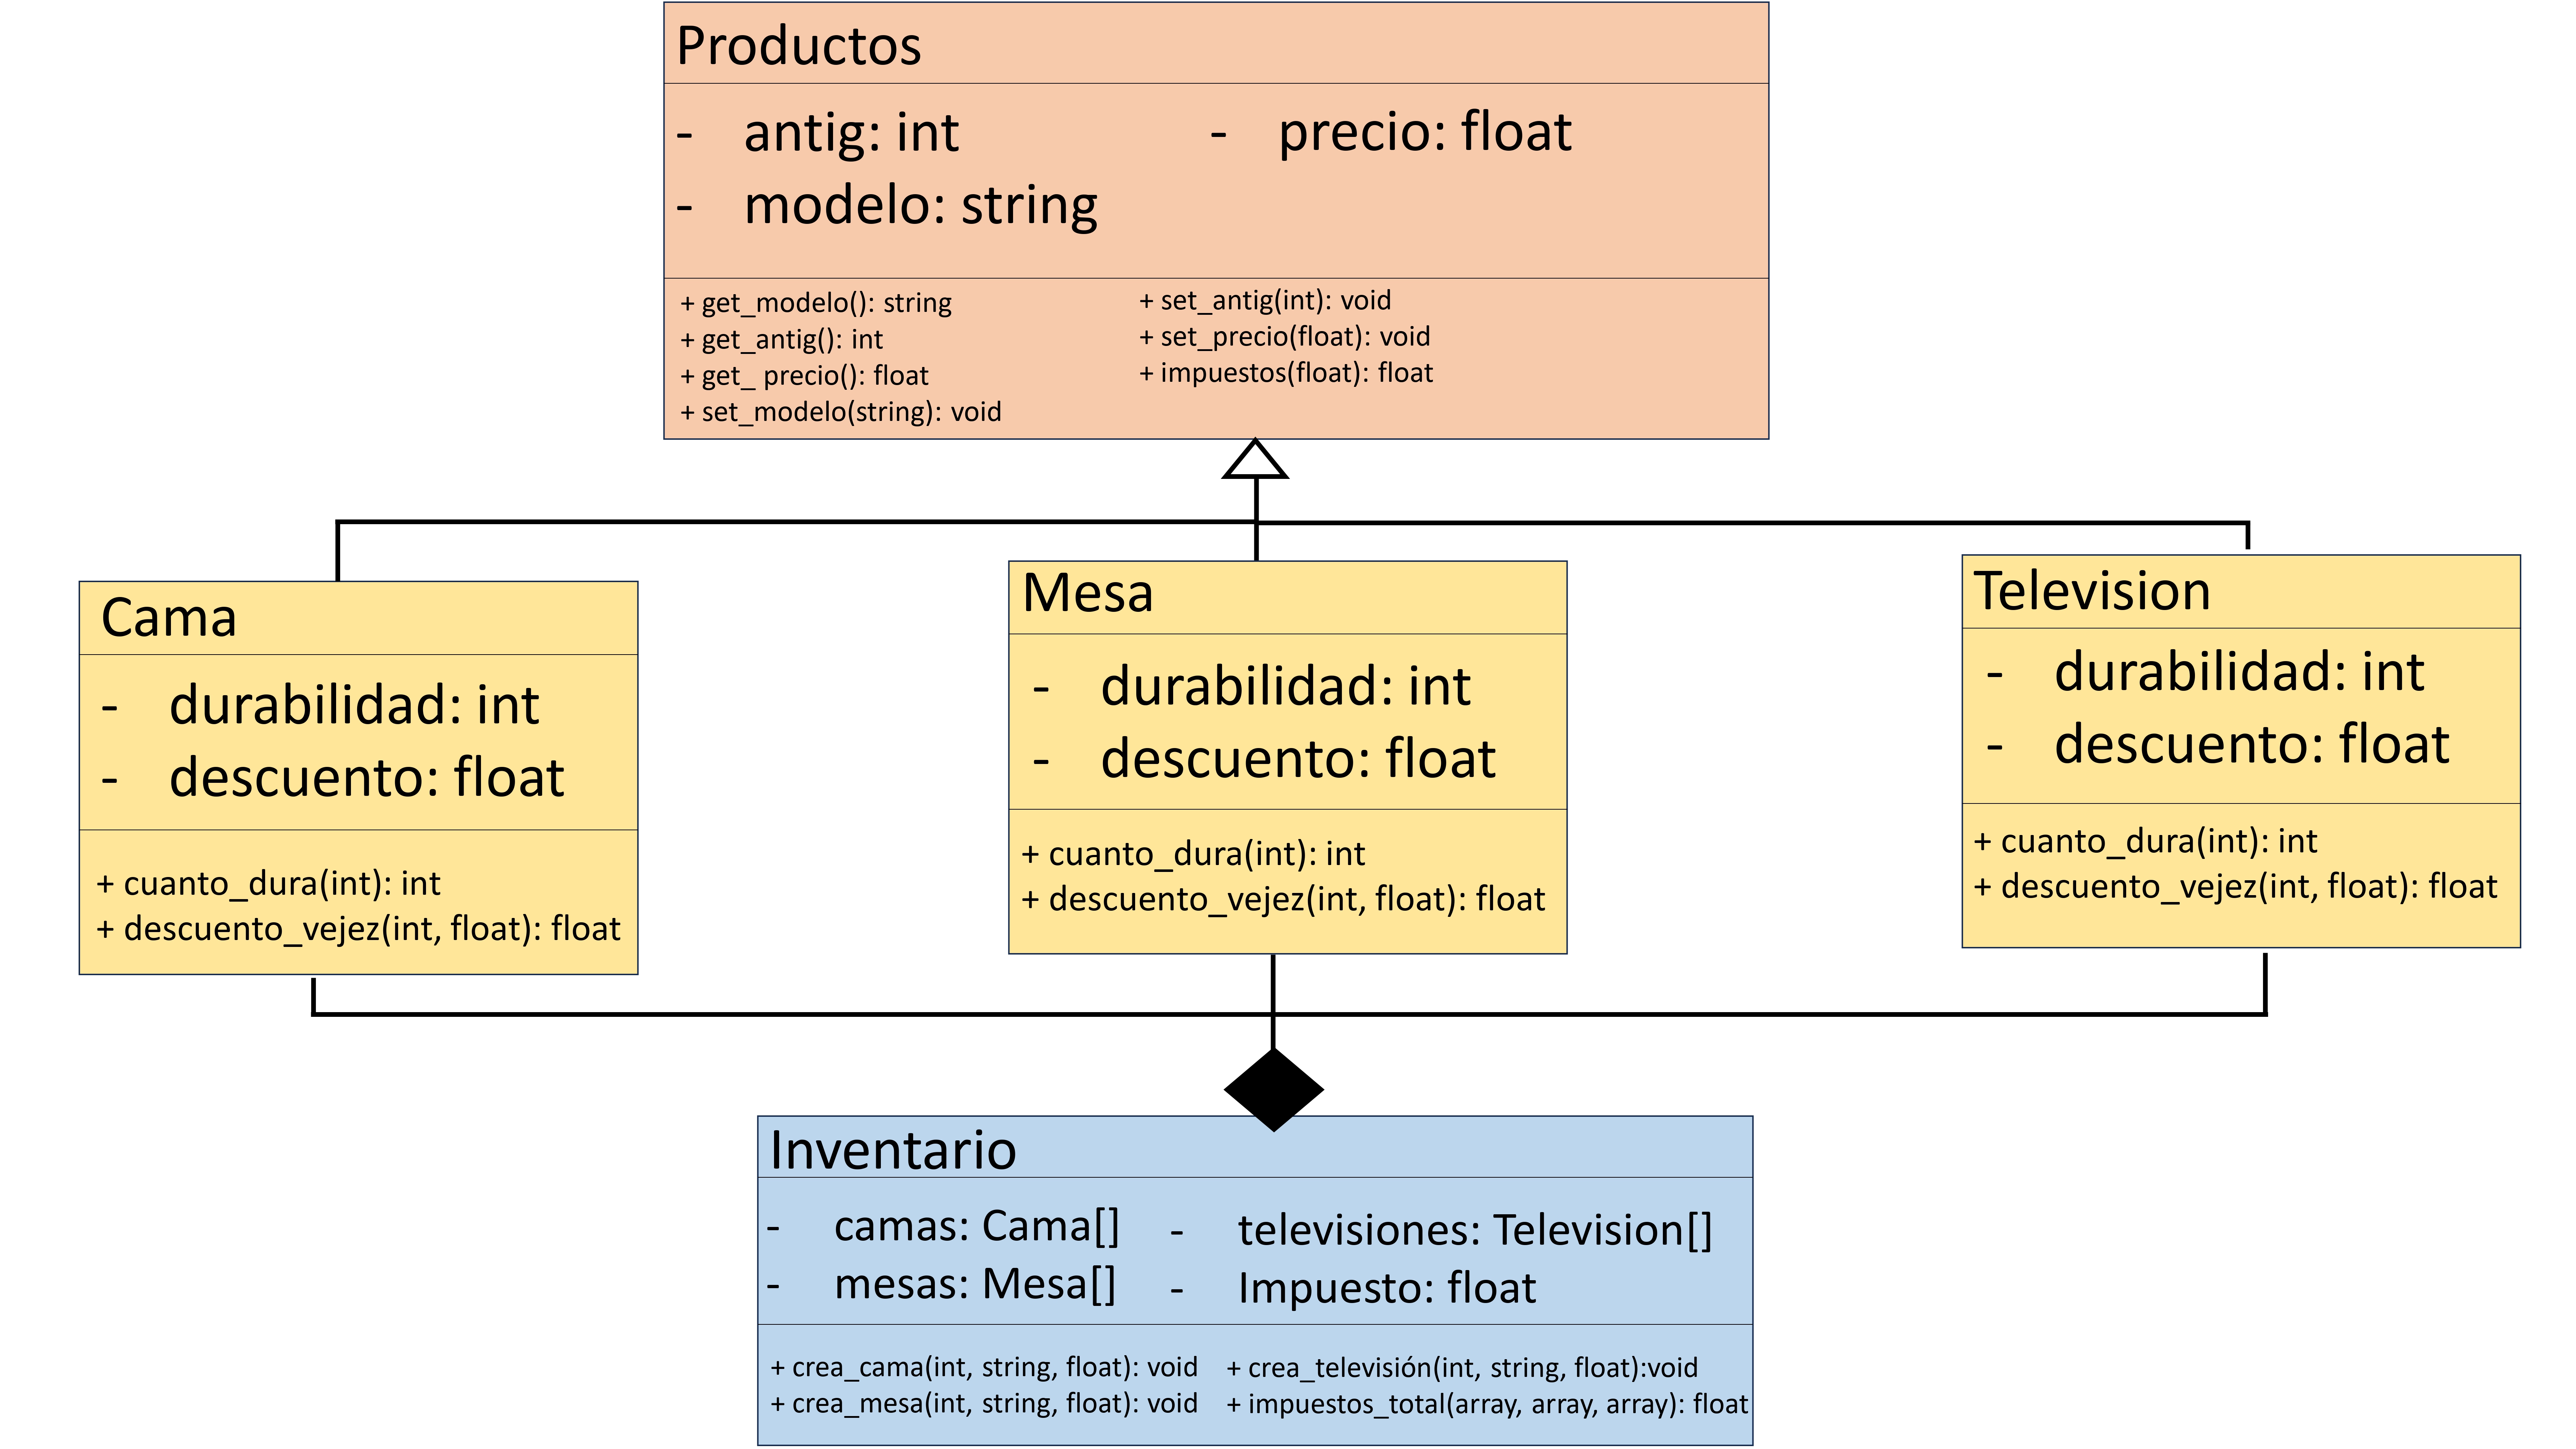 Productos
- antig: int
- modelo: string
- precio: float
+ get_modelo(): string
+ get_antig(): int
+ get_ precio(): float
+ set_modelo(string): void
+ set_antig(int): void
+ set_precio(float): void
+ impuestos(float): float
Cama
- durabilidad: int
- descuento: float
+ cuanto_dura(int): int
+ descuento_vejez(int, float): float
Mesa
- durabilidad: int
- descuento: float
+ cuanto_dura(int): int
+ descuento_vejez(int, float): float
Television
- durabilidad: int
- descuento: float
+ cuanto_dura(int): int
+ descuento_vejez(int, float): float
Inventario
- camas: Cama[]
- mesas: Mesa[]
- televisiones: Television[]
- Impuesto: float
+ crea_cama(int, string, float): void
+ crea_mesa(int, string, float): void
+ crea_televisión(int, string, float):void
+ impuestos_total(array, array, array): float